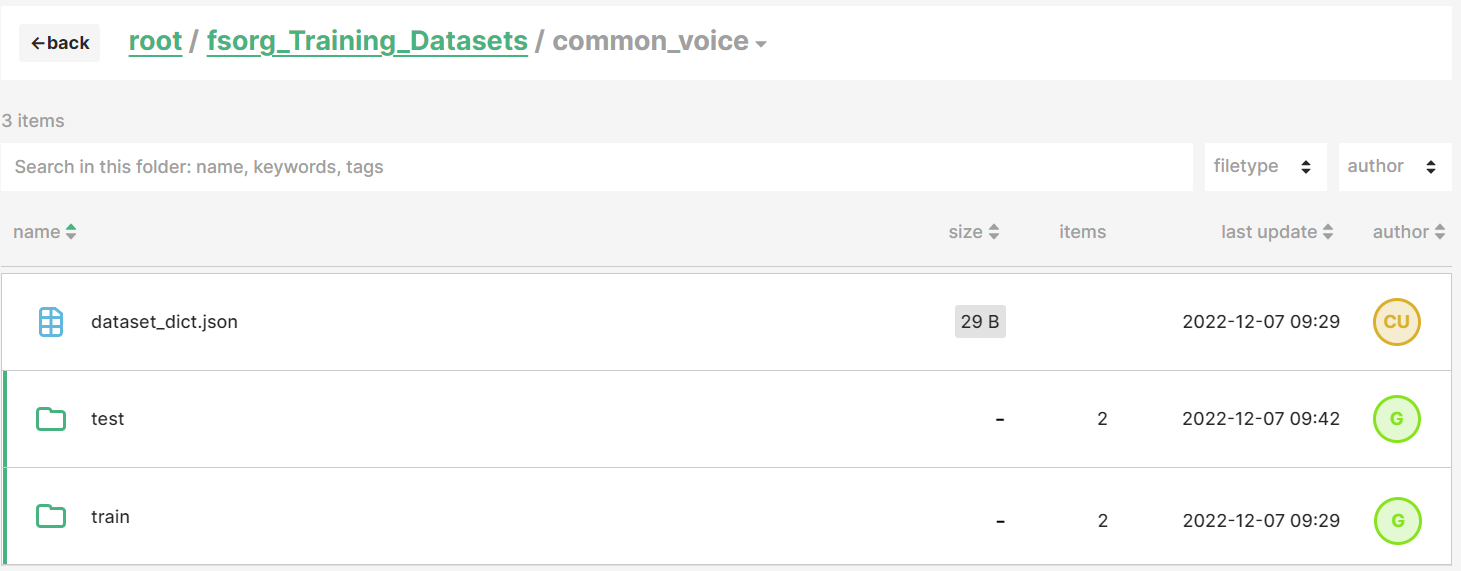 ←back root / fsorg_Training_Datasets / common_voice
3 items
Search in this folder: name, keywords, tags filetype author
name size items last update author
dataset_dict.json 29 B 2022-12-07 09:29 CU
test - 2 2022-12-07 09:42 G
train - 2 2022-12-07 09:29 G